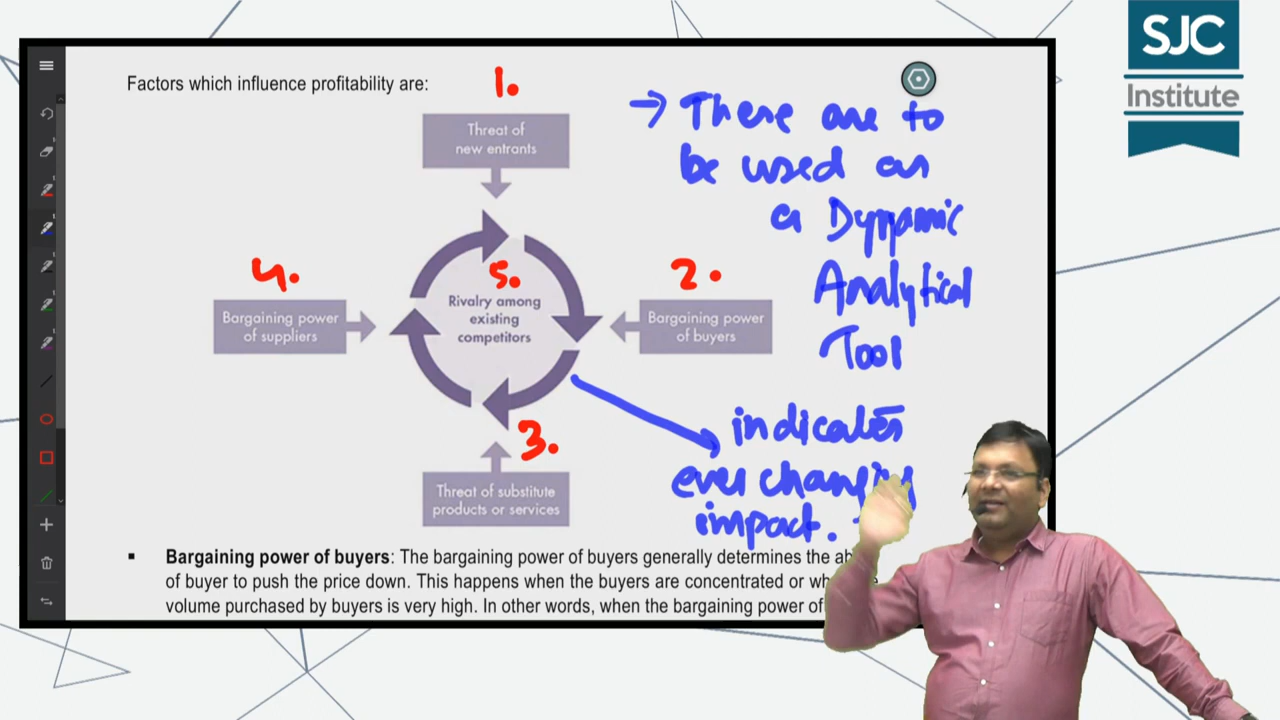 Factors which influence profitability are:
1.
Threat of
new entrants
4.
Bargaining power
of suppliers
5.
Rivalry among
existing
competitors
2.
Bargaining power
of buyers
3.
Threat of substitute
products or services
→ There are to
be used as
a Dynamic
Analytical
Tool
indicates
ever changing
impact.
▪ Bargaining power of buyers: The bargaining power of buyers generally determines the
of buyer to push the price down. This happens when the buyers are concentrated or
volume purchased by buyers is very high. In other words, when the bargaining power of
SJC
Institute